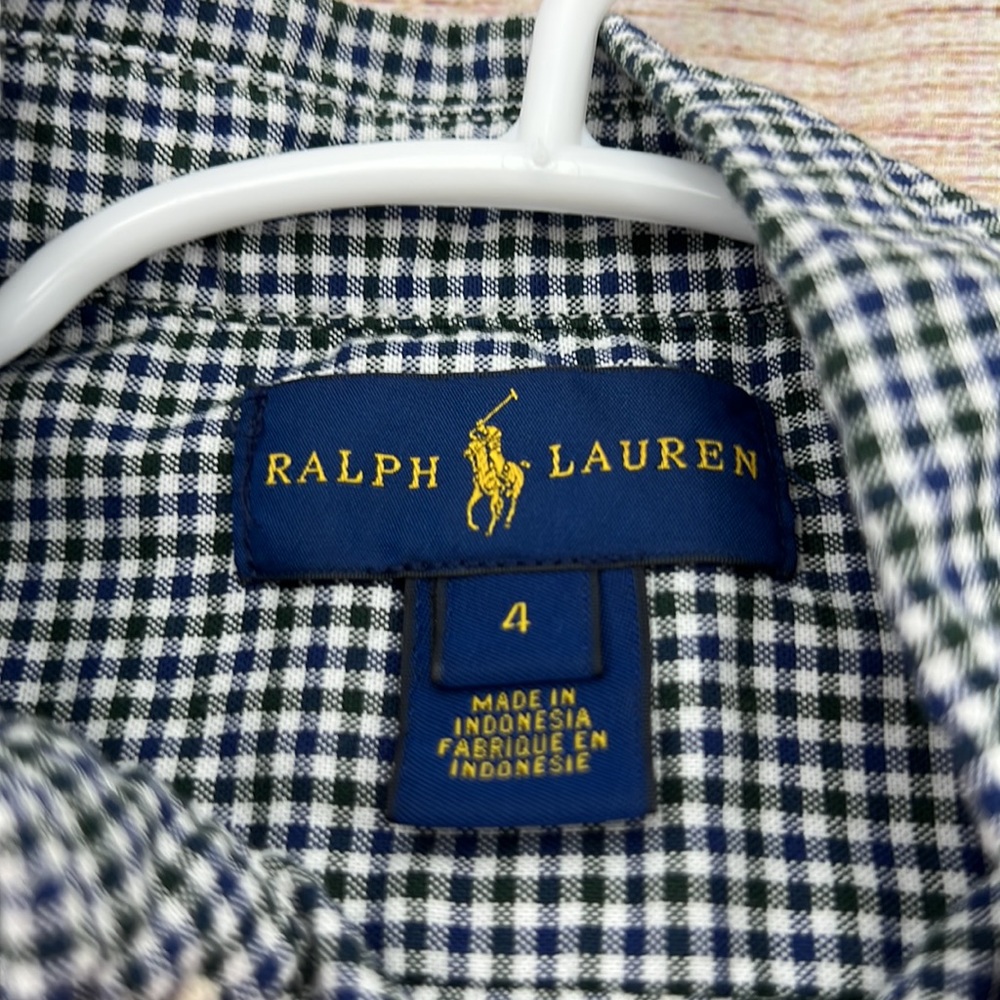 RALPH LAUREN
4
MADE IN
INDONESIA
FABRIQUE EN
INDONESIE